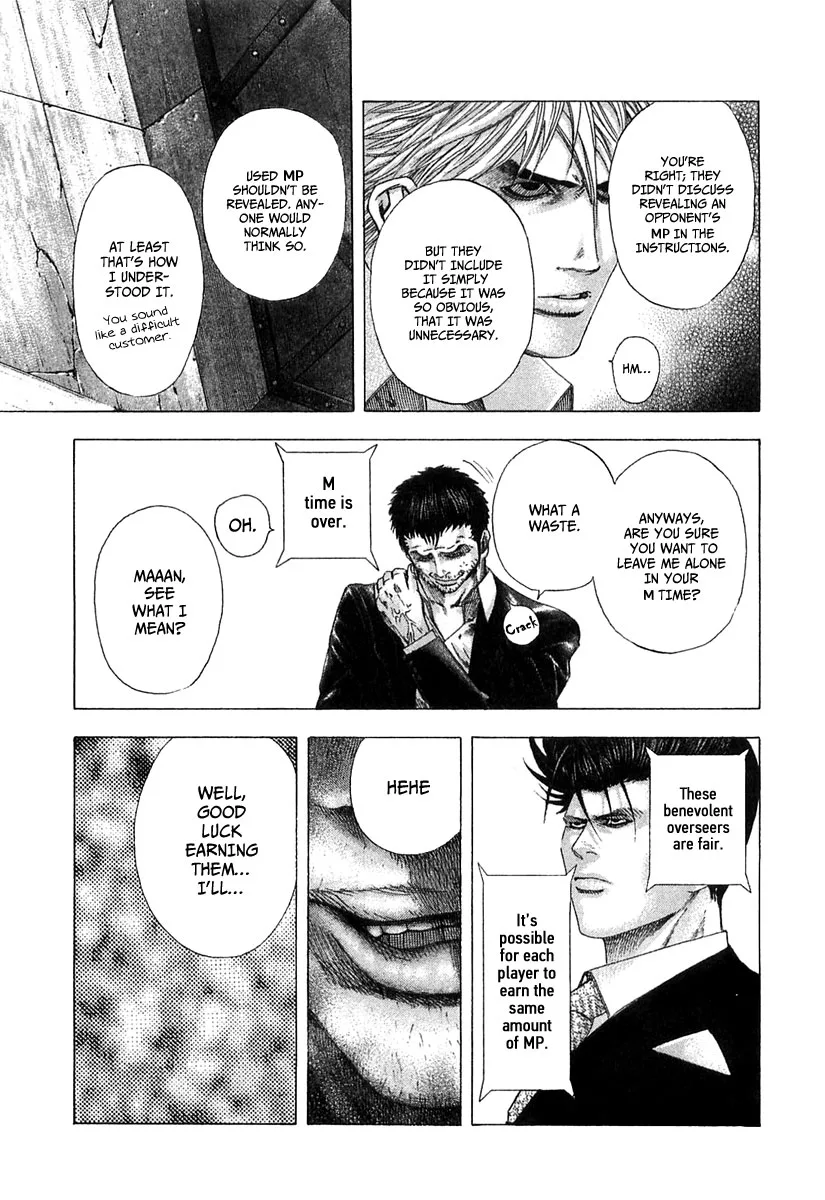 YOU'RE
RIGHT; THEY
DIDN'T DISCUSS
REVEALING AN
OPPONENT'S
MP IN THE
INSTRUCTIONS.
BUT THEY
DIDN'T INCLUDE
IT SIMPLY
BECAUSE IT WAS
SO OBVIOUS,
THAT IT WAS
UNNECESSARY.
HM...
USED MP
SHOULDN'T BE
REVEALED. ANY-
ONE WOULD
NORMALLY
THINK SO.
AT LEAST
THAT'S HOW
I UNDER-
STOOD IT.
You sound
like a difficult
customer.
ANYWAYS,
ARE YOU SURE
YOU WANT TO
LEAVE ME ALONE
IN YOUR
M TIME?
WHAT A
WASTE.
Crack
M
time is
over.
OH.
MAAAN,
SEE
WHAT I
MEAN?
These
benevolent
overseers
are fair.
It's
possible
for each
player to
earn the
same
amount
of MP.
HEHE
WELL,
GOOD
LUCK
EARNING
THEM...
I'LL...